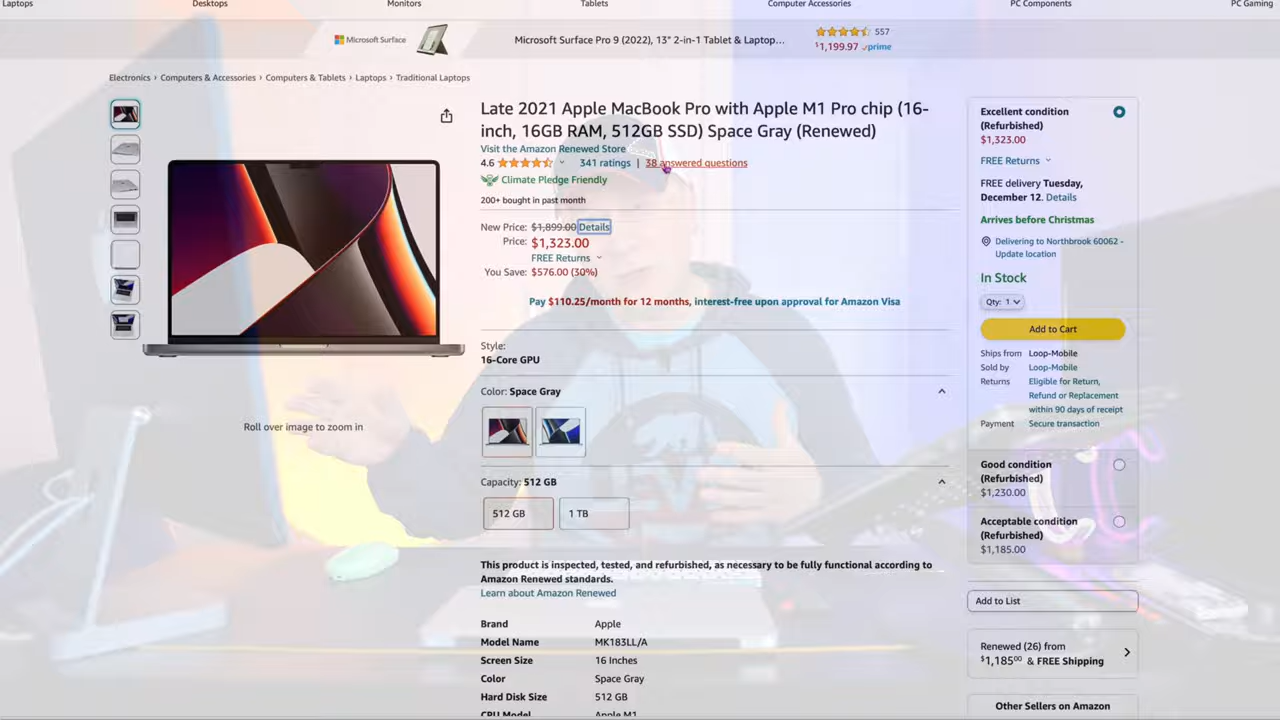 Laptops
Desktops
Monitors
Tablets
Computer Accessories
PC Components
PC Gaming
Microsoft Surface
Microsoft Surface Pro 9 (2022), 13" 2-in-1 Tablet & Laptop...
557
$1,199.97 prime
Electronics › Computers & Accessories › Computers & Tablets › Laptops › Traditional Laptops
Late 2021 Apple MacBook Pro with Apple M1 Pro chip (16-
inch, 16GB RAM, 512GB SSD) Space Gray (Renewed)
Visit the Amazon Renewed Store
4.6
341 ratings | 38 answered questions
Climate Pledge Friendly
200+ bought in past month
New Price: $1,899.00 Details
Price: $1,323.00
FREE Returns
You Save: $576.00 (30%)
Pay $110.25/month for 12 months, interest-free upon approval for Amazon Visa
Style:
16-Core GPU
Color: Space Gray
Capacity: 512 GB
512 GB
1 TB
Roll over image to zoom in
This product is inspected, tested, and refurbished, as necessary to be fully functional according to
Amazon Renewed standards.
Learn about Amazon Renewed
Brand Apple
Model Name MK183LL/A
Screen Size 16 Inches
Color Space Gray
Hard Disk Size 512 GB
CPU Model Apple M1
Excellent condition
(Refurbished)
$1,323.00
FREE Returns
FREE delivery Tuesday,
December 12. Details
Arrives before Christmas
Delivering to Northbrook 60062 -
Update location
In Stock
Qty: 1
Add to Cart
Ships from Loop-Mobile
Sold by Loop-Mobile
Returns Eligible for Return,
Refund or Replacement
within 90 days of receipt
Payment Secure transaction
Good condition
(Refurbished)
$1,230.00
Acceptable condition
(Refurbished)
$1,185.00
Add to List
Renewed (26) from
$1,18500 & FREE Shipping
Other Sellers on Amazon